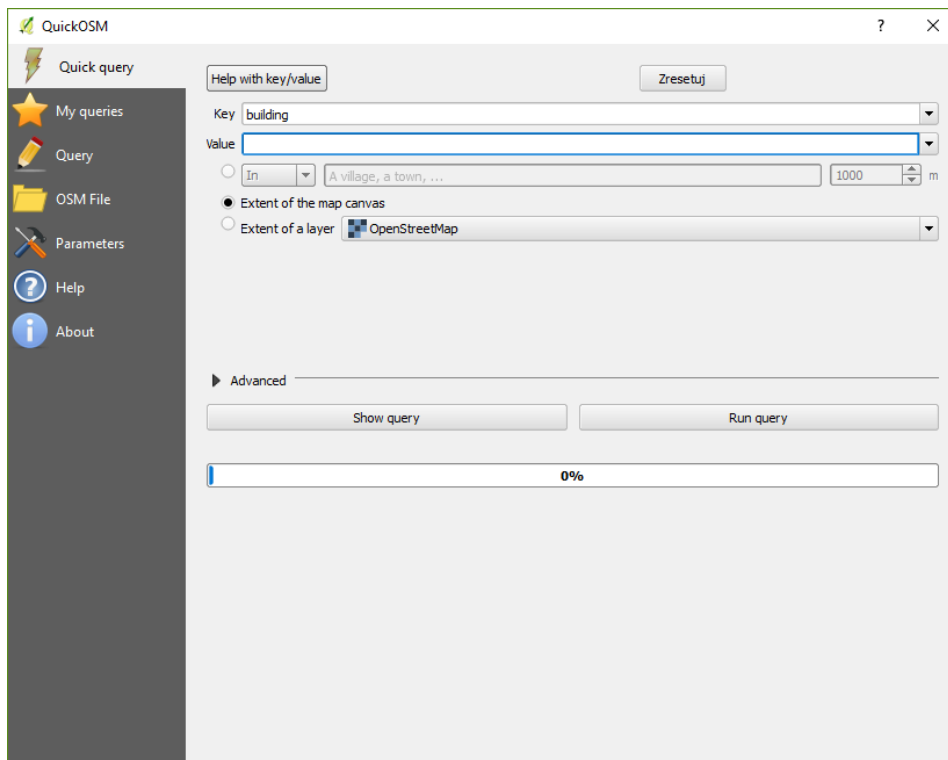 QuickOSM
Quick query
My queries
Query
OSM File
Parameters
Help
About
Help with key/value Zresetuj
Key building
Value
In A village, a town, ... 1000 m
Extent of the map canvas
Extent of a layer OpenStreetMap
Advanced
Show query Run query
0%